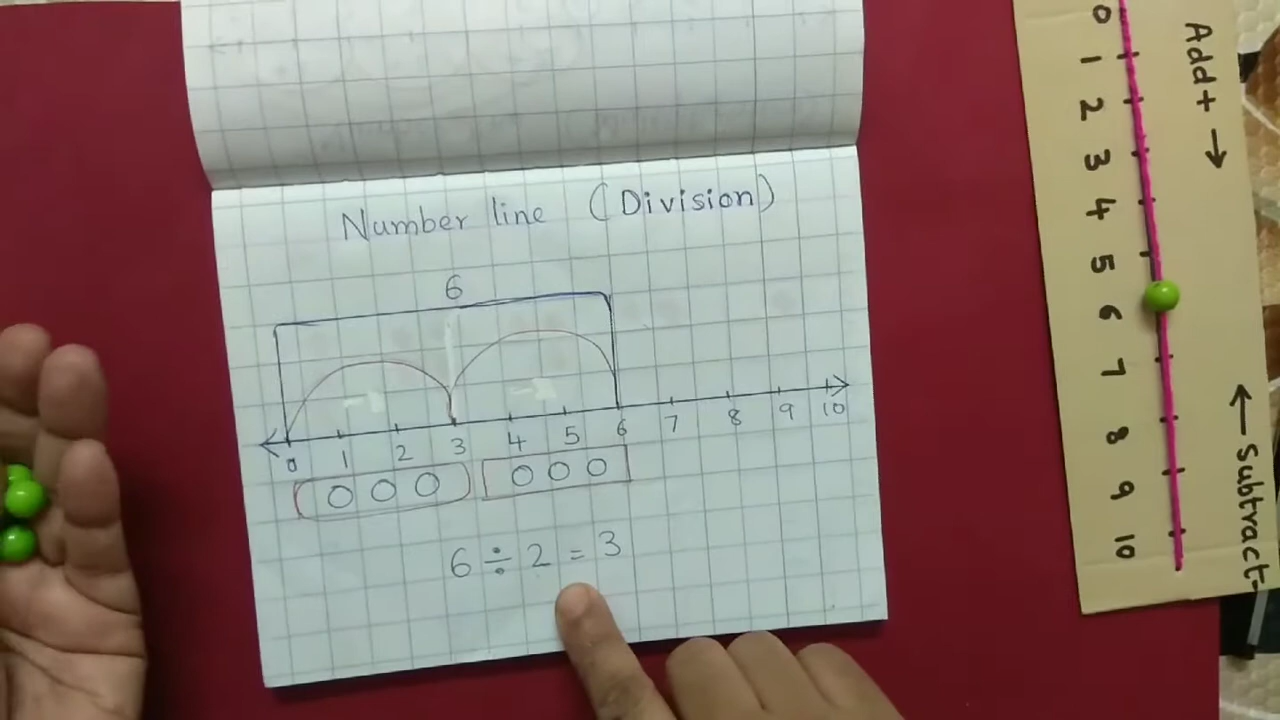 Number line (Division)
6
0 1 2 3 4 5 6 7 8 9 10
6 ÷ 2 = 3
Add + →
0
1
2
3
4
5
6
7
8
9
10
← Subtract-